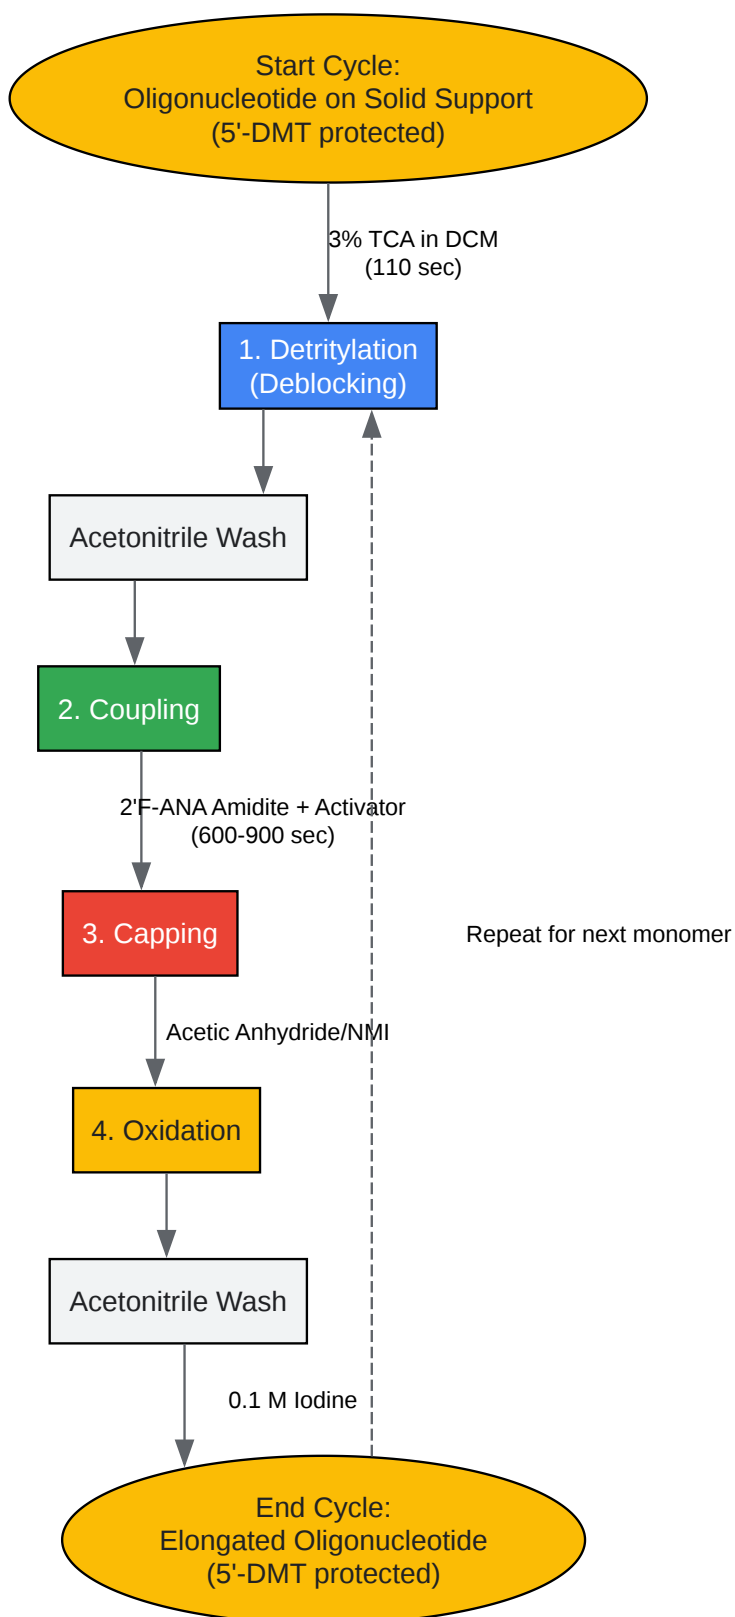 Start Cycle:
Oligonucleotide on Solid Support
(5'-DMT protected)
3% TCA in DCM
(110 sec)
1. Detritylation
(Deblocking)
Acetonitrile Wash
2. Coupling
2'F-ANA Amidite + Activator
(600-900 sec)
3. Capping
Repeat for next monomer
Acetic Anhydride/NMI
4. Oxidation
Acetonitrile Wash
0.1 M Iodine
End Cycle:
Elongated Oligonucleotide
(5'-DMT protected)